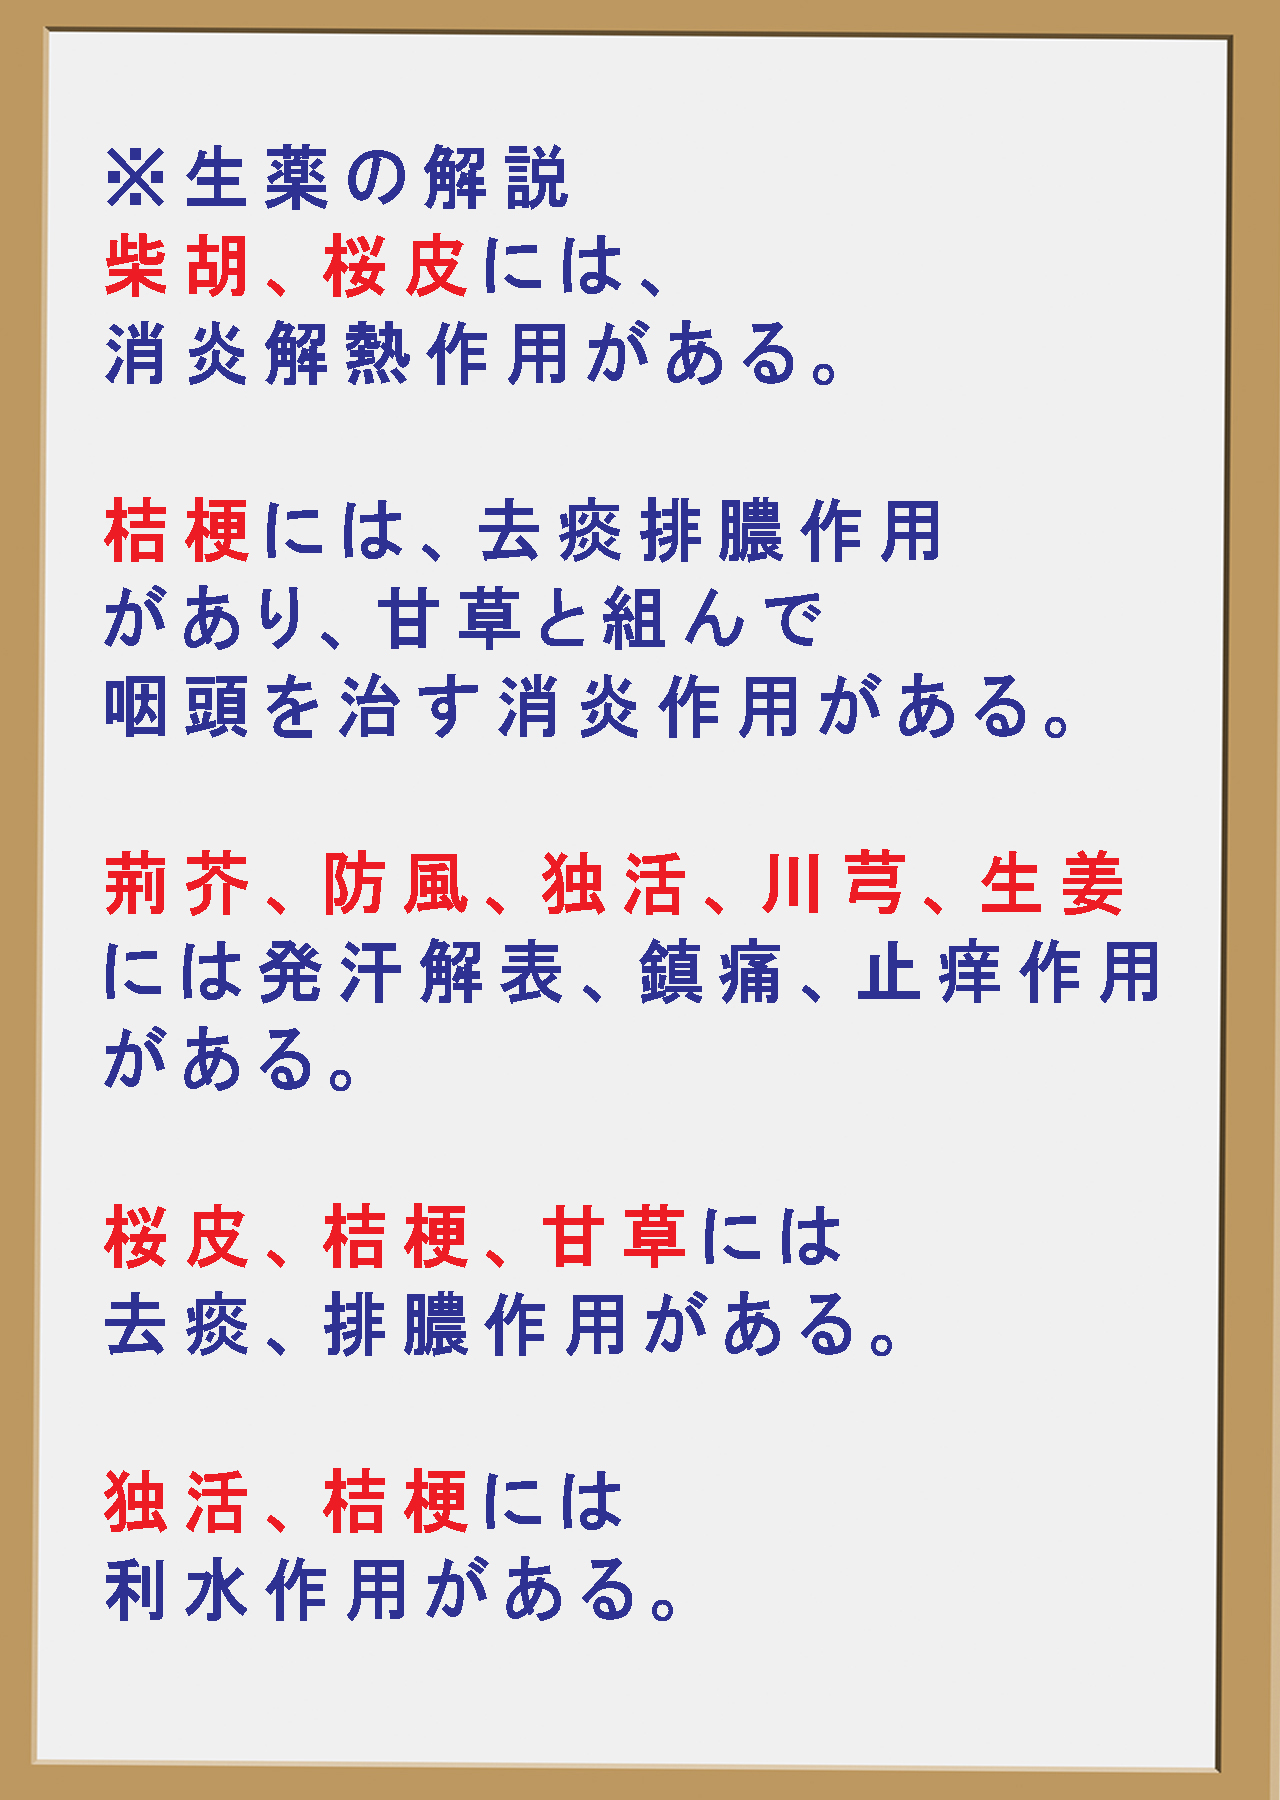 ※生薬の解説
柴胡、桜皮には、
消炎解熱作用がある。
桔梗には、去痰排膿作用
があり、甘草と組んで
咽頭を治す消炎作用がある。
荊芥、防風、独活、川芎、生姜
には発汗解表、鎮痛、止痒作用
がある。
桜皮、桔梗、甘草には
去痰、排膿作用がある。
独活、桔梗には
利水作用がある。